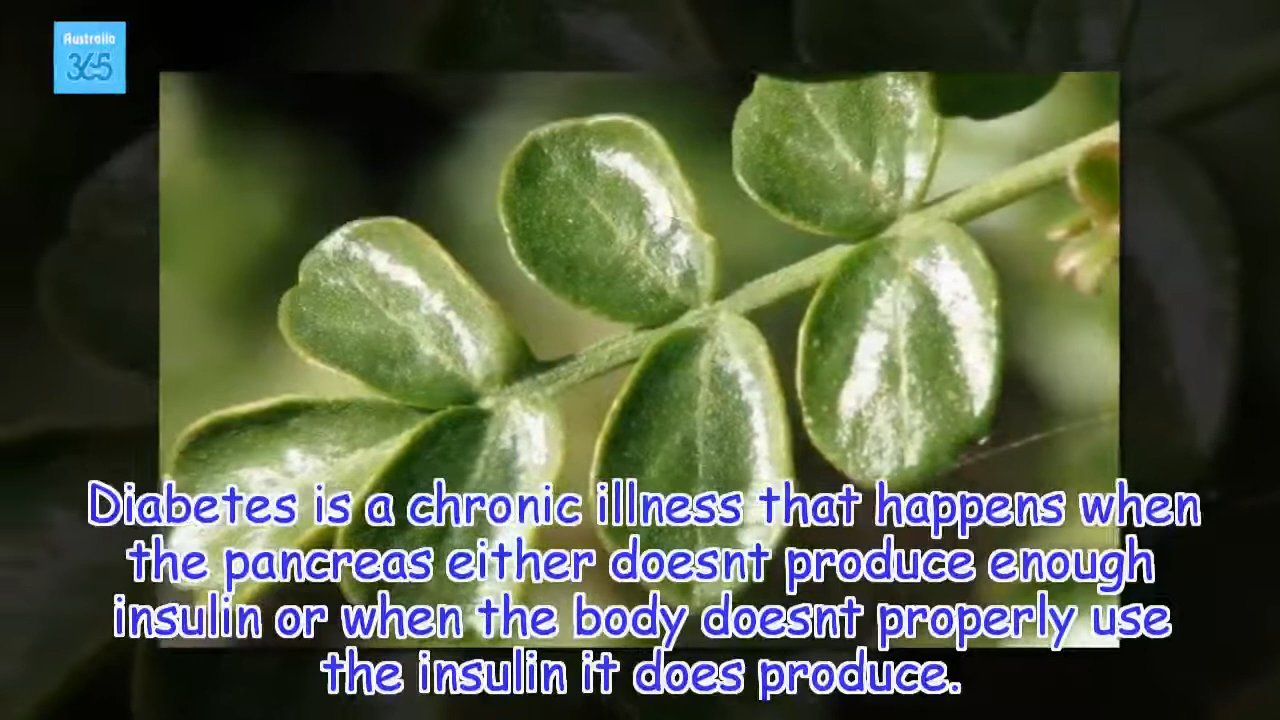 Australia
365
Diabetes is a chronic illness that happens when
the pancreas either doesnt produce enough
insulin or when the body doesnt properly use
the insulin it does produce.